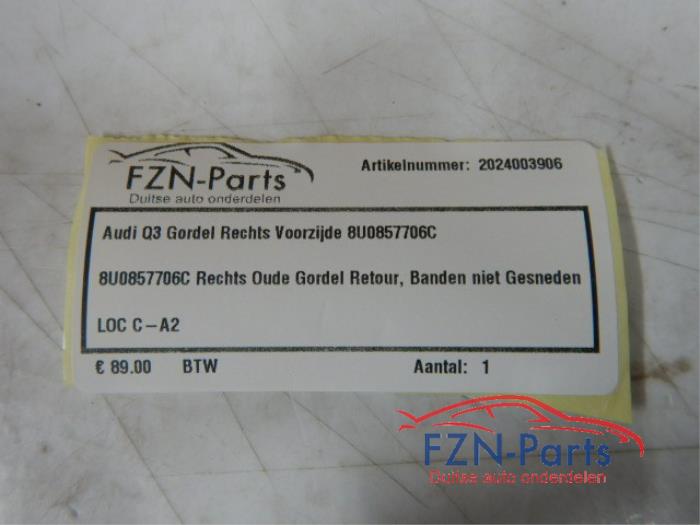 FZN-Parts
Duitse auto onderdelen
Artikelnummer: 2024003906
Audi Q3 Gordel Rechts Voorzijde 8U0857706C
8U0857706C Rechts Oude Gordel Retour, Banden niet Gesneden
LOC C-A2
€ 89.00 BTW Aantal: 1
FZN-Parts
Duitse auto onderdelen